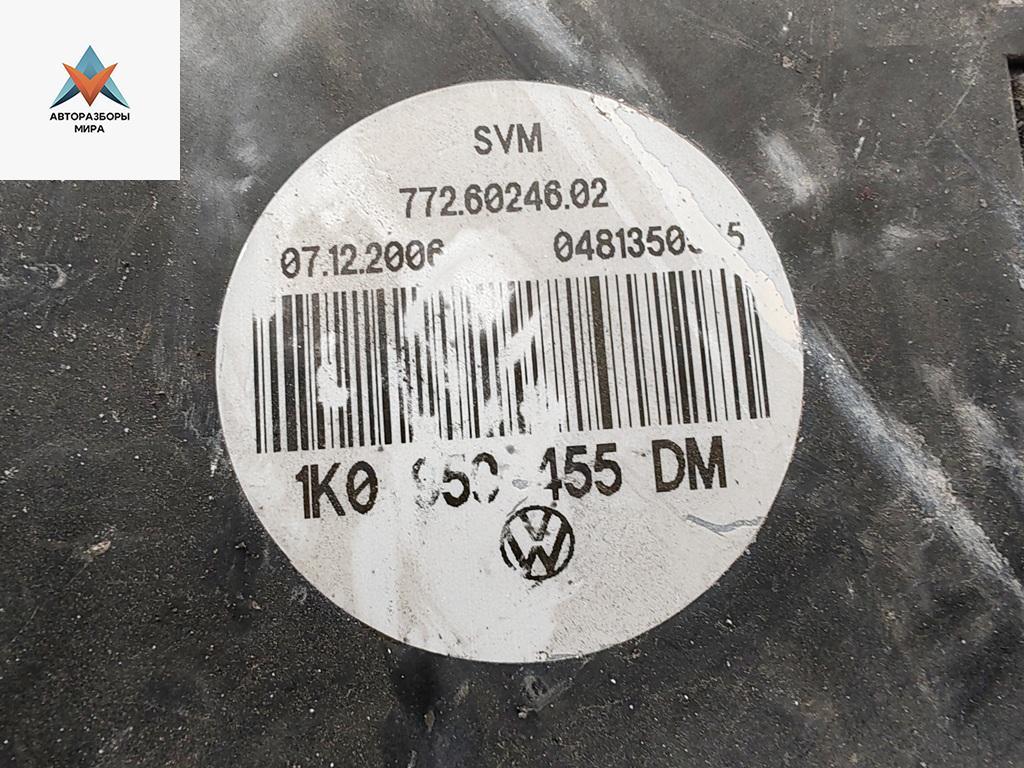 АВТОРАЗБОРЫ
МИРА
SVM
772.60246.02
07.12.2006
1K0 455 DM